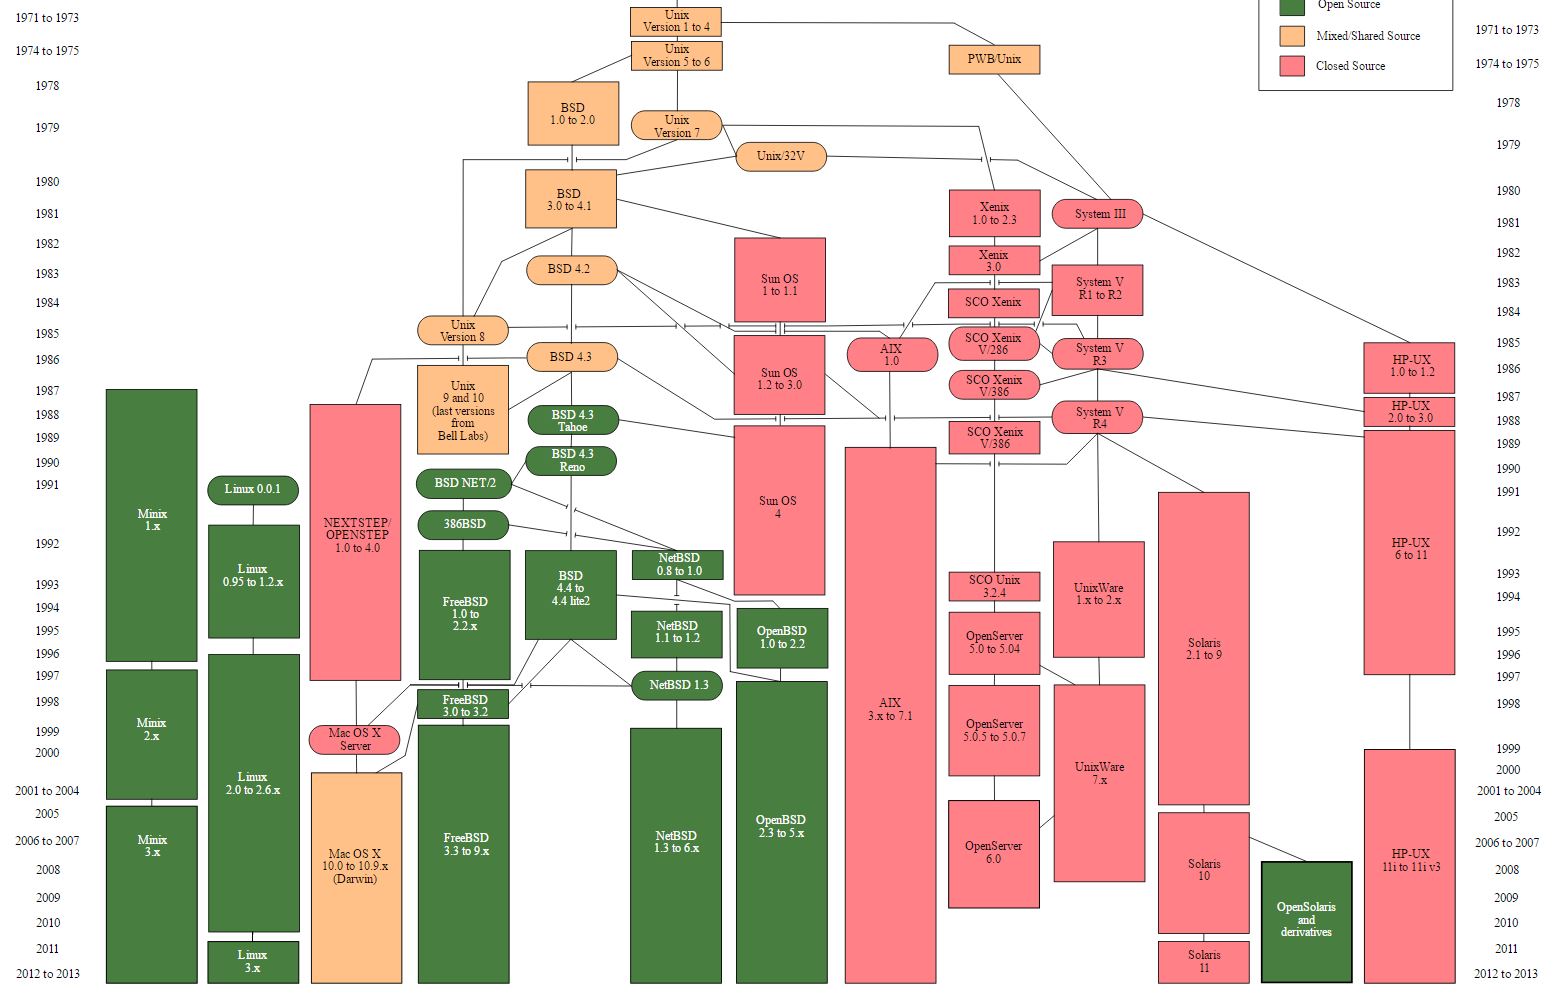 Open Source
Mixed/Shared Source
Closed Source
1971 to 1973
1974 to 1975
1978
1979
1980
1981
1982
1983
1984
1985
1986
1987
1988
1989
1990
1991
1992
1993
1994
1995
1996
1997
1998
1999
2000
2001 to 2004
2005
2006 to 2007
2008
2009
2010
2011
2012 to 2013
Unix
Version 1 to 4
Unix
Version 5 to 6
PWB/Unix
BSD
1.0 to 2.0
Unix
Version 7
Unix/32V
BSD
3.0 to 4.1
Xenix
1.0 to 2.3
System III
Xenix
3.0
BSD 4.2
Sun OS
1 to 1.1
System V
R1 to R2
SCO Xenix
Unix
Version 8
SCO Xenix
V/286
System V
R3
AIX
1.0
BSD 4.3
HP-UX
1.0 to 1.2
Sun OS
1.2 to 3.0
SCO Xenix
V/386
Unix
9 and 10
(last versions
from
Bell Labs)
HP-UX
2.0 to 3.0
BSD 4.3
Tahoe
System V
R4
SCO Xenix
V/386
BSD 4.3
Reno
BSD NET/2
Linux 0.0.1
Sun OS
4
Minix
1.x
386BSD
NEXTSTEP/
OPENSTEP
1.0 to 4.0
HP-UX
6 to 11
Linux
0.95 to 1.2.x
NetBSD
0.8 to 1.0
BSD
4.4 to
4.4 lite2
SCO Unix
3.2.4
UnixWare
1.x to 2.x
FreeBSD
1.0 to
2.2.x
NetBSD
1.1 to 1.2
OpenBSD
1.0 to 2.2
OpenServer
5.0 to 5.04
Solaris
2.1 to 9
NetBSD 1.3
FreeBSD
3.0 to 3.2
AIX
3.x to 7.1
Minix
2.x
Mac OS X
Server
OpenServer
5.0.5 to 5.0.7
UnixWare
7.x
Linux
2.0 to 2.6.x
OpenBSD
2.3 to 5.x
Minix
3.x
FreeBSD
3.3 to 9.x
NetBSD
1.3 to 6.x
Mac OS X
10.0 to 10.9.x
(Darwin)
OpenServer
6.0
Solaris
10
HP-UX
11i to 11i v3
OpenSolaris
and
derivatives
Linux
3.x
Solaris
11
1971 to 1973
1974 to 1975
1978
1979
1980
1981
1982
1983
1984
1985
1986
1987
1988
1989
1990
1991
1992
1993
1994
1995
1996
1997
1998
1999
2000
2001 to 2004
2005
2006 to 2007
2008
2009
2010
2011
2012 to 2013